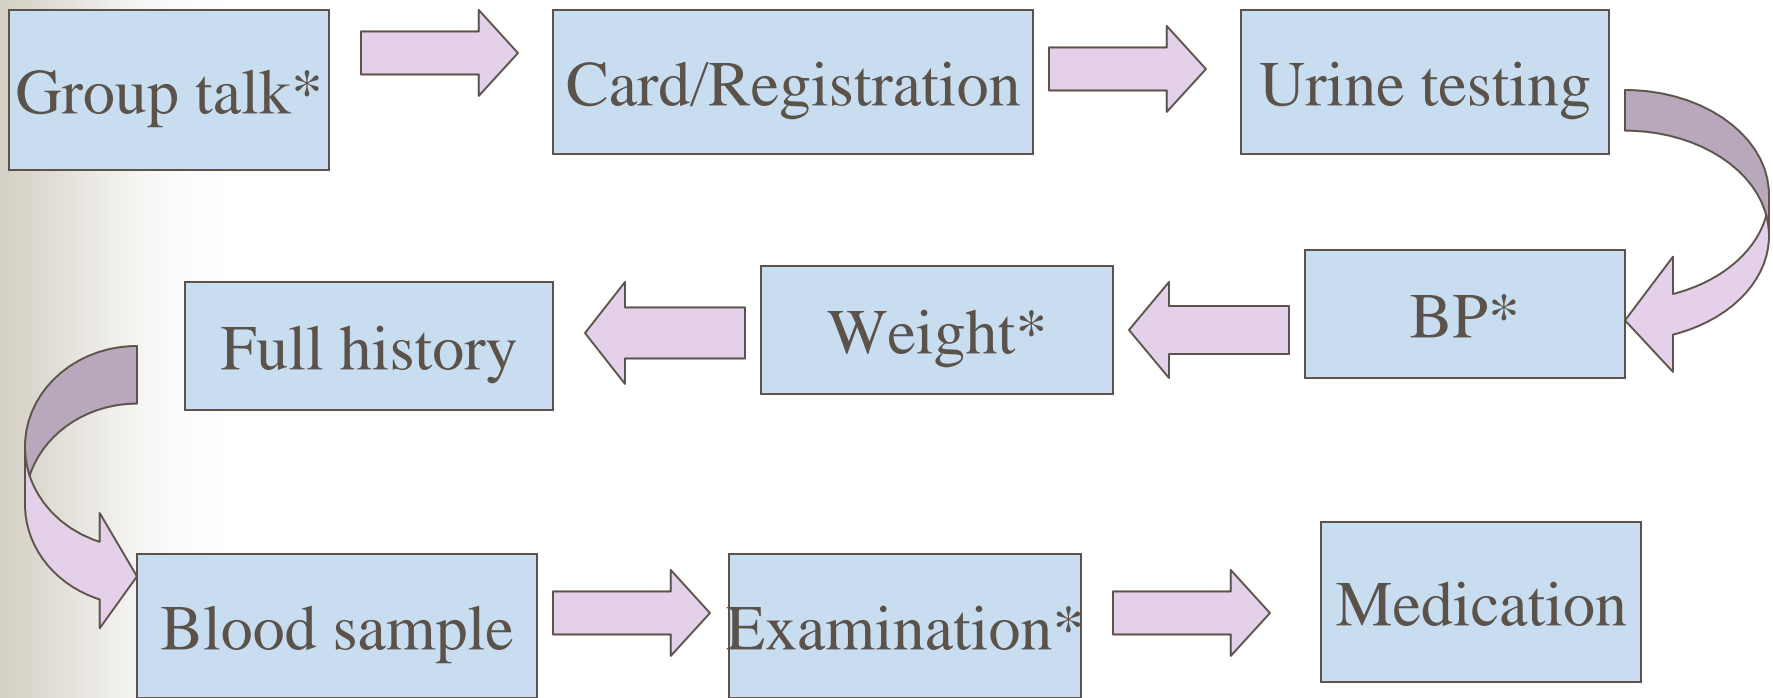 Group talk*
Card/Registration
Urine testing
BP*
Weight*
Full history
Blood sample
Examination*
Medication